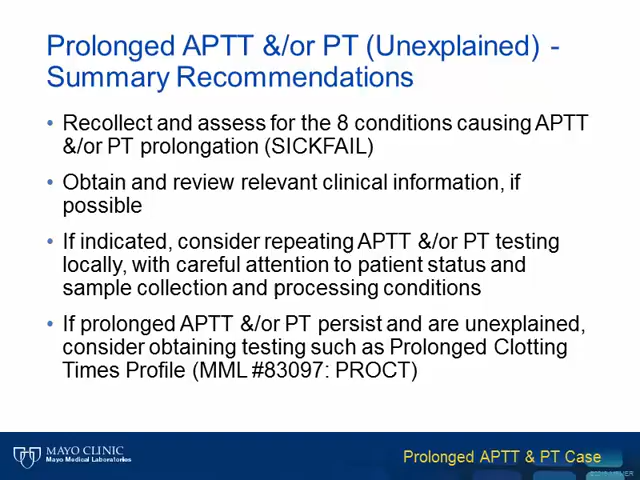 Prolonged APTT &/or PT (Unexplained) -
Summary Recommendations
• Recollect and assess for the 8 conditions causing APTT
&/or PT prolongation (SICKFAIL)
• Obtain and review relevant clinical information, if
possible
• If indicated, consider repeating APTT &/or PT testing
locally, with careful attention to patient status and
sample collection and processing conditions
• If prolonged APTT &/or PT persist and are unexplained,
consider obtaining testing such as Prolonged Clotting
Times Profile (MML #83097: PROCT)
MAYO CLINIC
Mayo Medical Laboratories
Prolonged APTT & PT Case